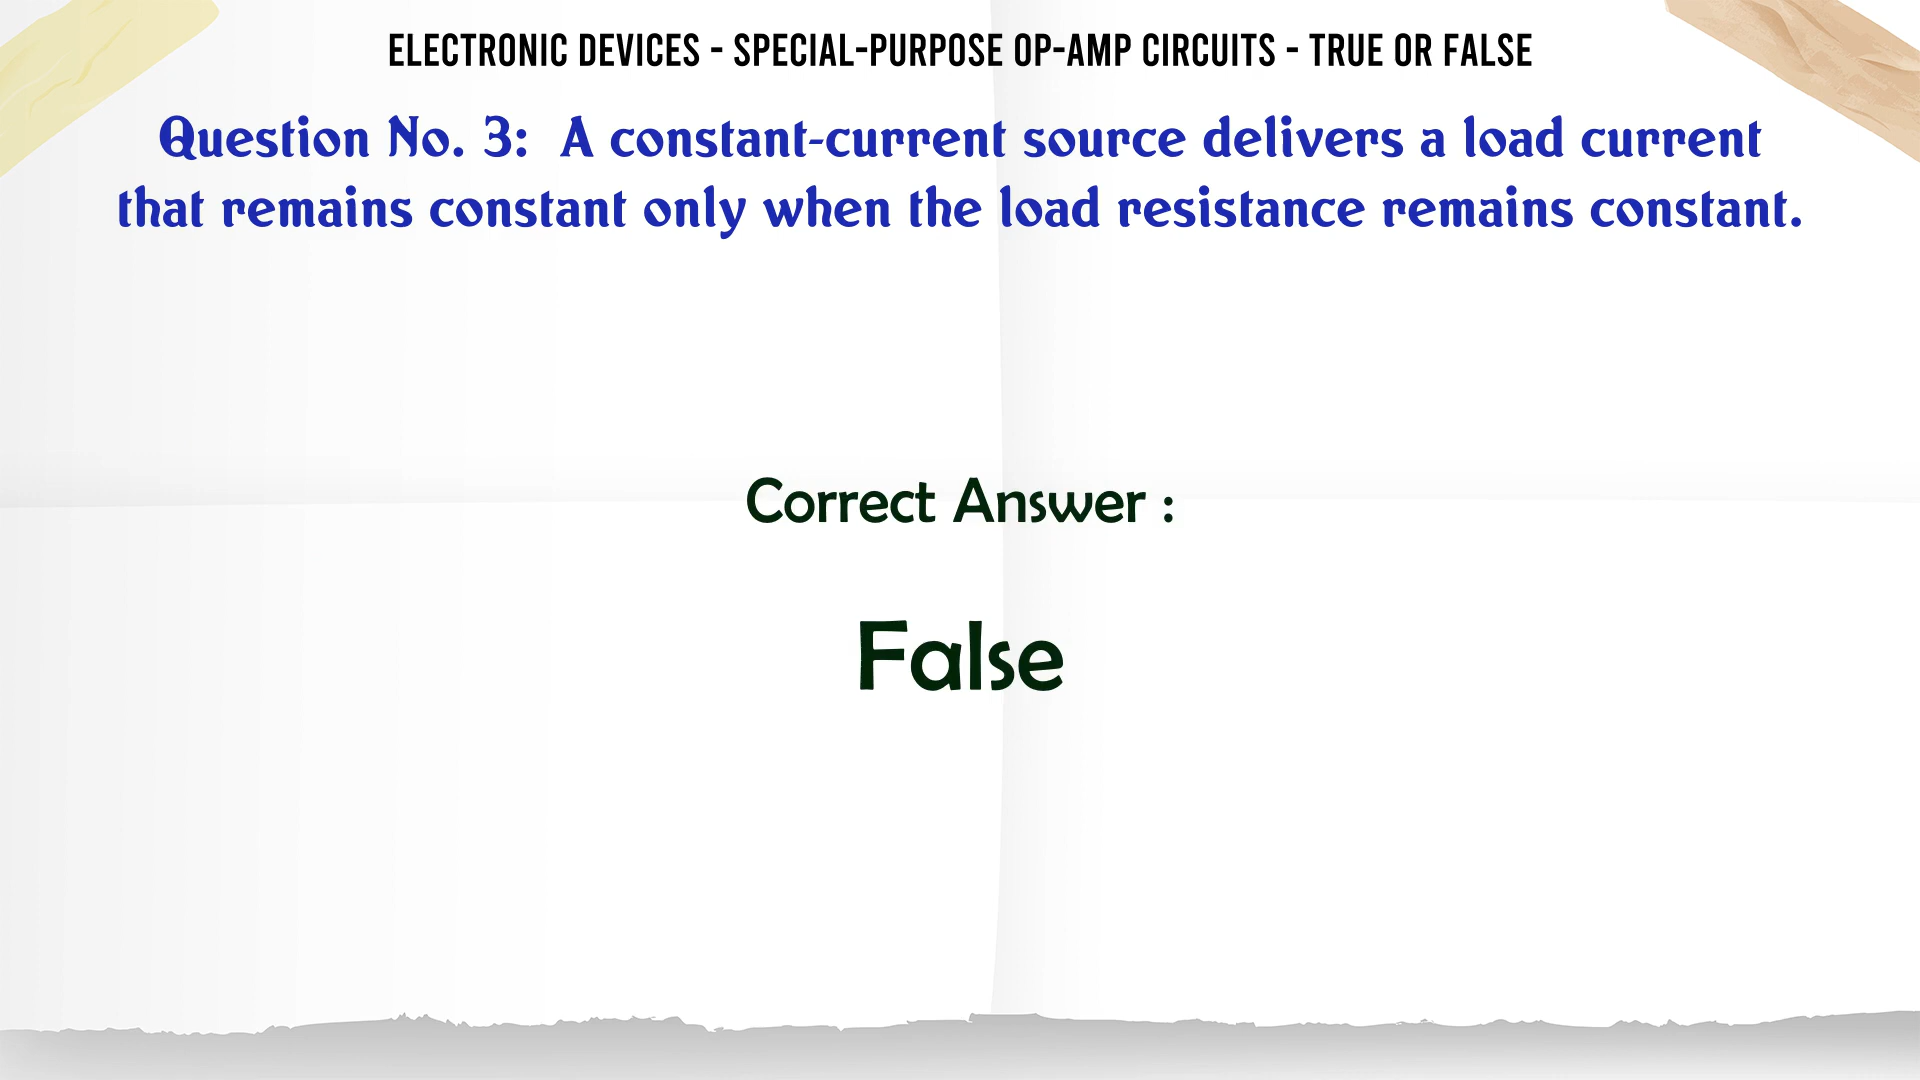 ELECTRONIC DEVICES - SPECIAL-PURPOSE OP-AMP CIRCUITS - TRUE OR FALSE
Question No. 3: A constant-current source delivers a load current
that remains constant only when the load resistance remains constant.
Correct Answer :
False